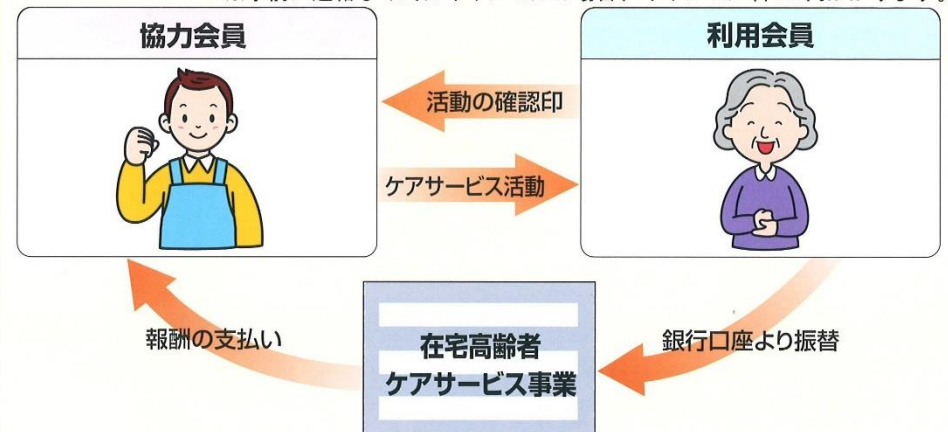 協力会員
利用会員
活動の確認印
ケアサービス活動
報酬の支払い
銀行口座より振替
在宅高齢者
ケアサービス事業